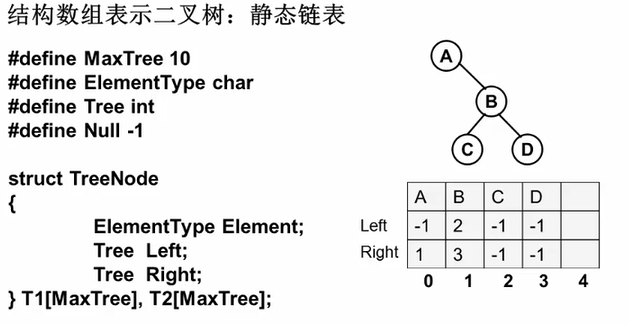 结构数组表示二叉树：静态链表
#define MaxTree 10
#define ElementType char
#define Tree int
#define Null -1
struct TreeNode
{
ElementType Element;
Tree Left;
Tree Right;
} T1[MaxTree], T2[MaxTree];
A
B
C D
A B C D
Left -1 2 -1 -1
Right 1 3 -1 -1
0 1 2 3 4